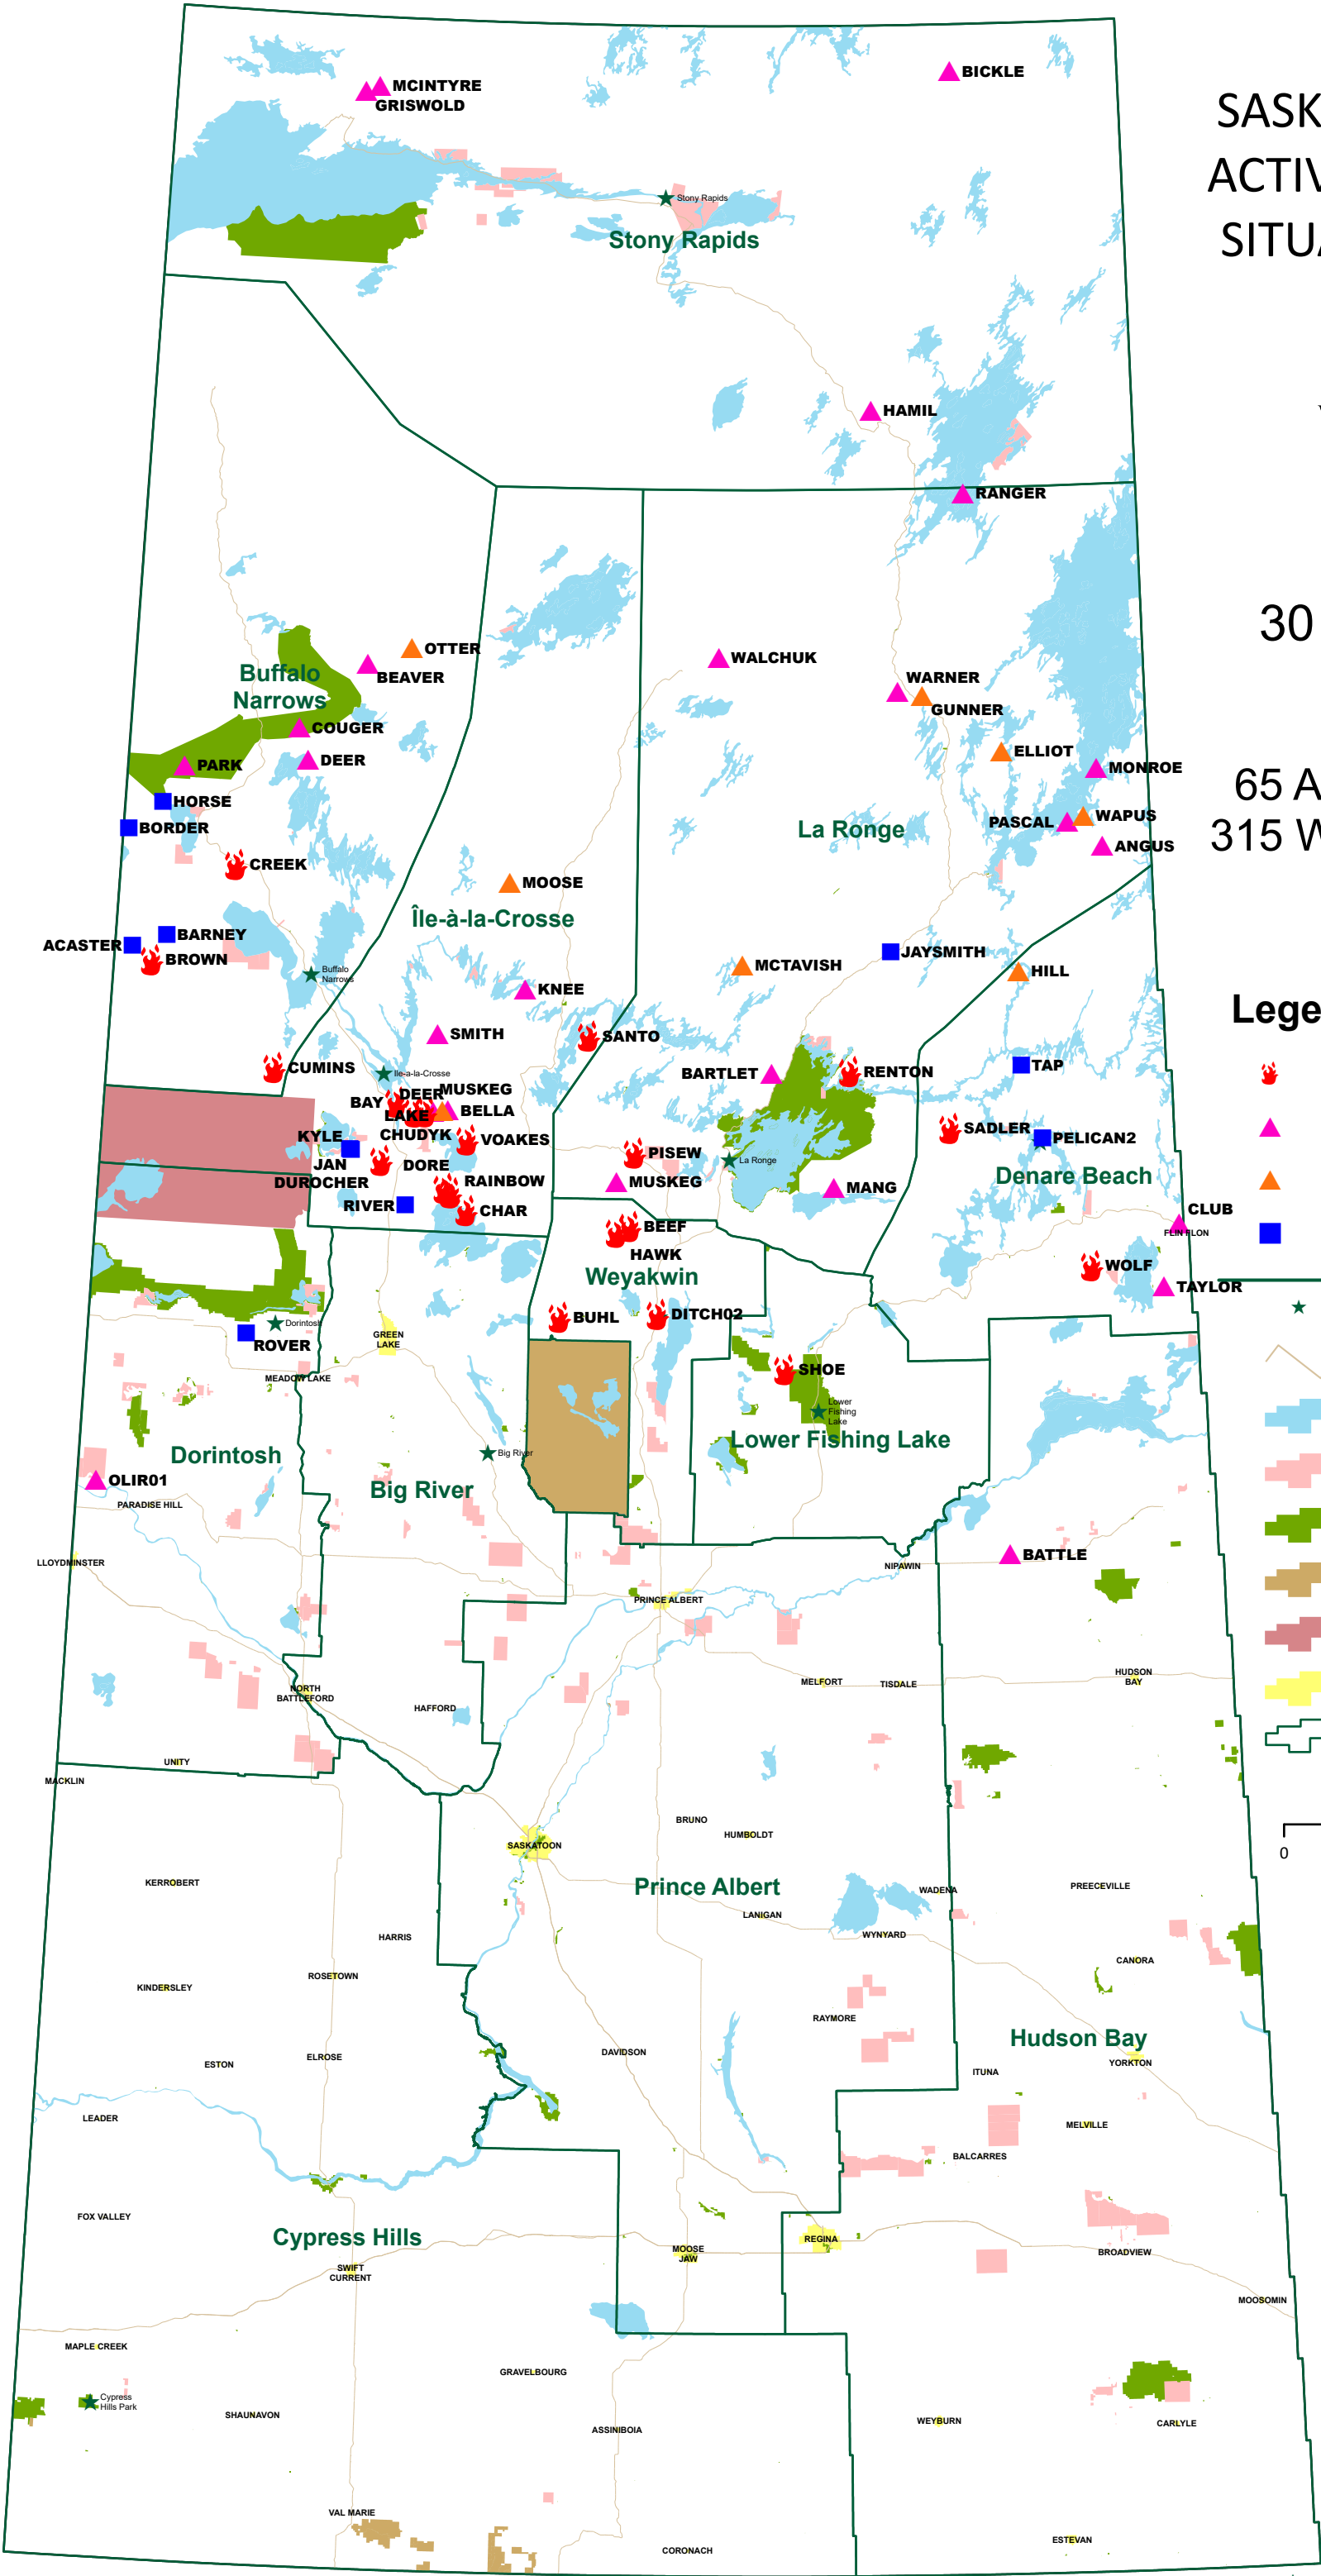 MCINTYRE
GRISWOLD
BICKLE
SASK
ACTIV
SITUA
Stony Rapids
Stony Rapids
HAMIL
RANGER
30
OTTER
BEAVER
Buffalo
Narrows
COUGER
DEER
PARK
HORSE
BORDER
CREEK
WALCHUK
WARNER
GUNNER
ELLIOT
MONROE
WAPUS
PASCAL
ANGUS
La Ronge
65 A
315 W
MOOSE
Île-à-la-Crosse
BARNEY
ACASTER
BROWN
Buffalo
Narrows
JAYSMITH
MCTAVISH
HILL
KNEE
Lege
SMITH
SANTO
CUMINS
Ile-a-la-Crosse
BARTLET
RENTON
TAP
DEER
MUSKEG
BAY
LAKE
BELLA
CHUDYK
VOAKES
KYLE
JAN
DORE
DUROCHER
RAINBOW
RIVER
CHAR
SADLER
PELICAN2
PISEW
La Ronge
MUSKEG
MANG
Denare Beach
CLUB
FLIN FLON
BEEF
HAWK
Weyakwin
WOLF
TAYLOR
BUHL
DITCH02
Dorintosh
ROVER
GREEN
LAKE
MEADOW LAKE
SHOE
Lower
Fishing
Lake
Lower Fishing Lake
Dorintosh
Big River
OLIR01
Big River
PARADISE HILL
LLOYDMINSTER
NIPAWIN
BATTLE
PRINCE ALBERT
MELFORT
TISDALE
HUDSON
BAY
NORTH
BATTLEFORD
HAFFORD
UNITY
MACKLIN
BRUNO
HUMBOLDT
SASKATOON
0
KERROBERT
Prince Albert
WADENA
PREECEVILLE
LANIGAN
WYNYARD
HARRIS
CANORA
ROSETOWN
KINDERSLEY
RAYMORE
Hudson Bay
DAVIDSON
ELROSE
ESTON
YORKTON
ITUNA
LEADER
MELVILLE
BALCARRES
FOX VALLEY
Cypress Hills
REGINA
MOOSE
JAW
BROADVIEW
SWIFT
CURRENT
MOOSOMIN
MAPLE CREEK
GRAVELBOURG
Cypress
Hills Park
SHAUNAVON
ASSINIBOIA
WEYBURN
CARLYLE
VAL MARIE
ESTEVAN
CORONACH